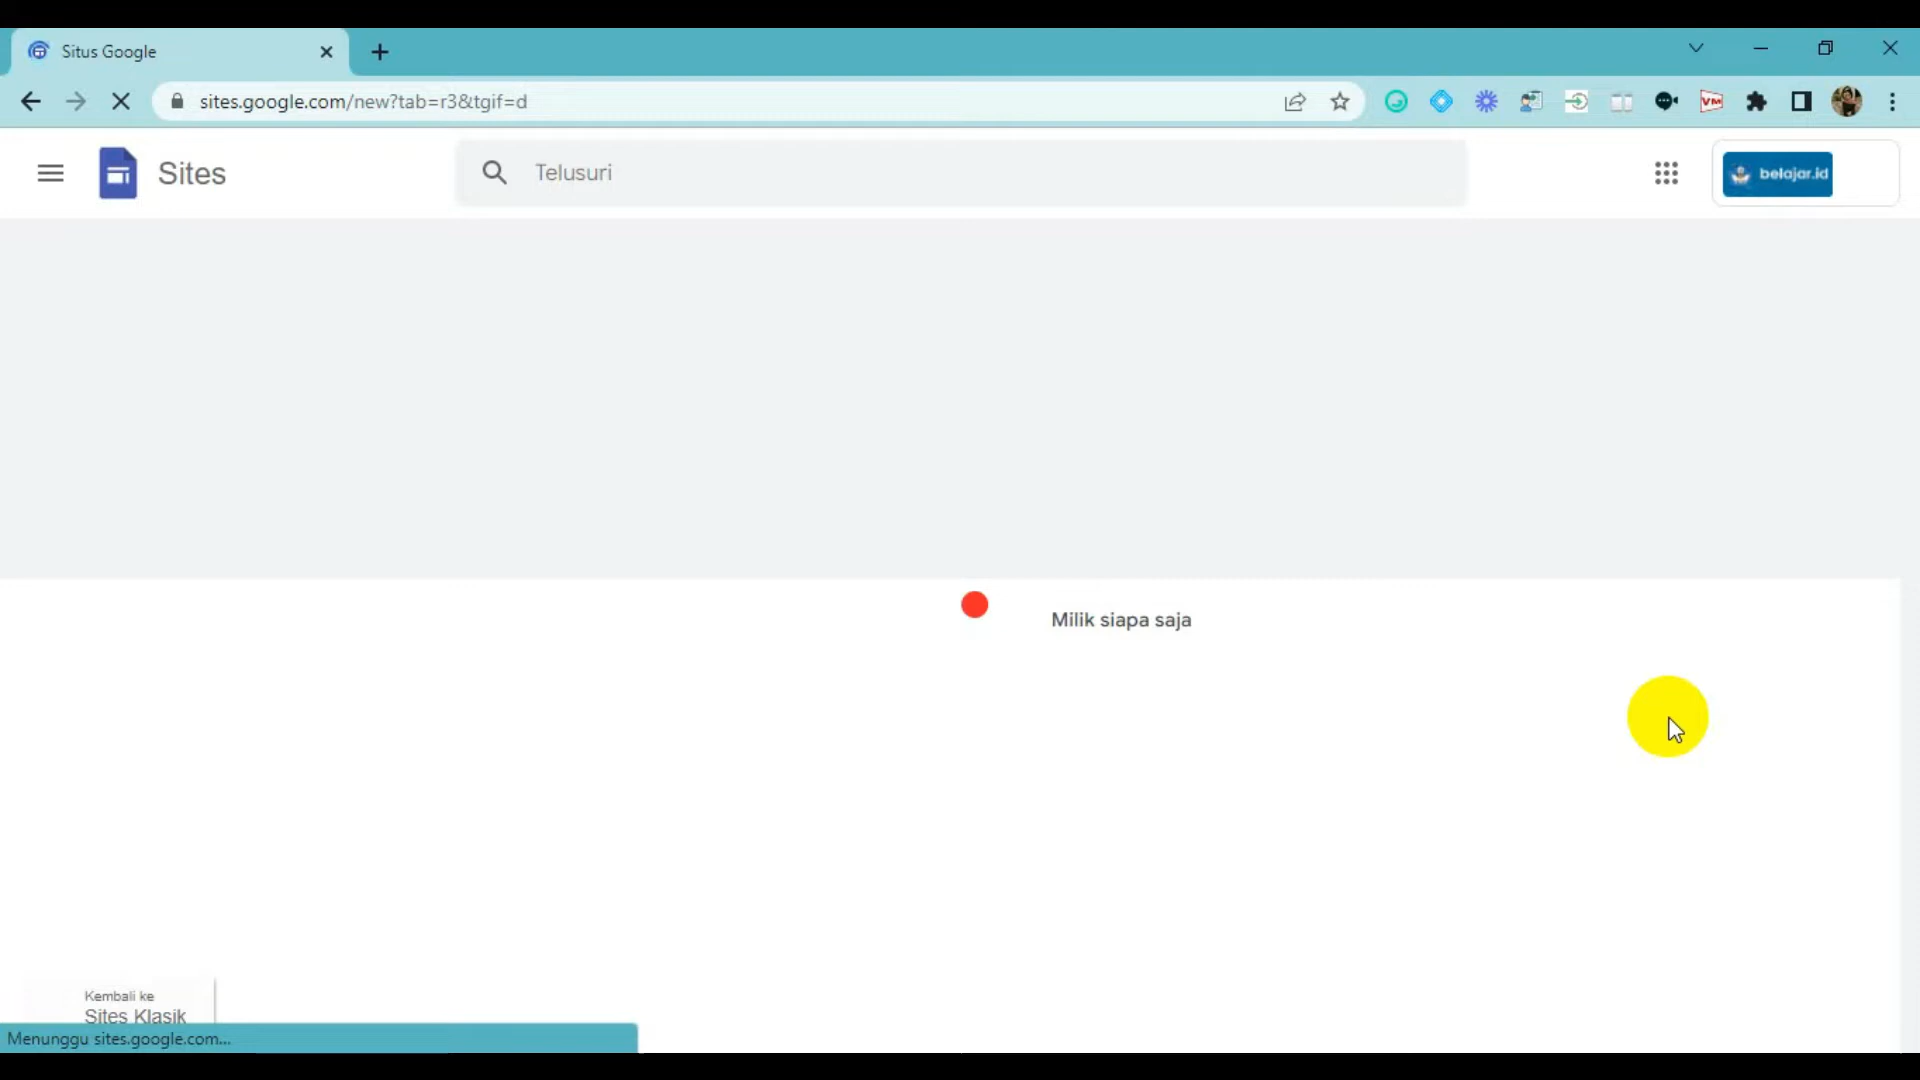 Situs Google
sites.google.com/new?tab=r3&tgif=d
VM
Sites
Telusuri
belajar.id
Milik siapa saja
Kembali ke
Sites Klasik
Menunggu sites.google.com...